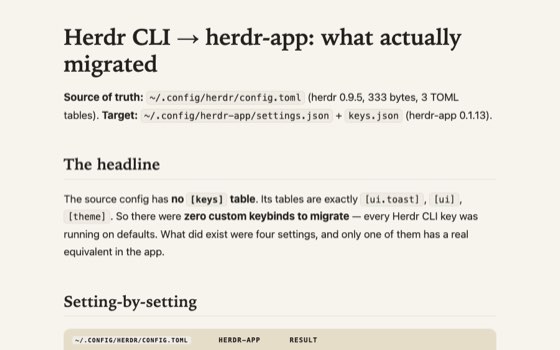 Herdr CLI → herdr-app: what actually
migrated
Source of truth: ~/.config/herdr/config.toml (herdr 0.9.5, 333 bytes, 3 TOML
tables). Target: ~/.config/herdr-app/settings.json + keys.json (herdr-app 0.1.13).
The headline
The source config has no [keys] table. Its tables are exactly [ui.toast] , [ui] ,
[theme] . So there were zero custom keybinds to migrate — every Herdr CLI key was
running on defaults. What did exist were four settings, and only one of them has a real
equivalent in the app.
Setting-by-setting
~/.CONFIG/HERDR/CONFIG.TOML HERDR-APP RESULT